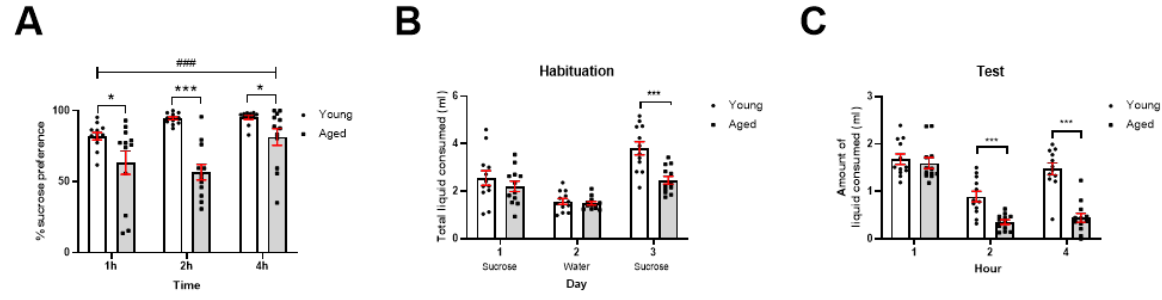 A
###
*
***
*
Young
Aged
100
50
0
% sucrose preference
1h
2h
4h
Time
B
Habituation
***
Young
Aged
6
4
2
0
Total liquid consumed (ml)
1
2
3
Sucrose
Water
Sucrose
Day
C
Test
***
***
Young
Aged
3
2
1
0
Amount of
liquid consumed (ml)
1
2
4
Hour